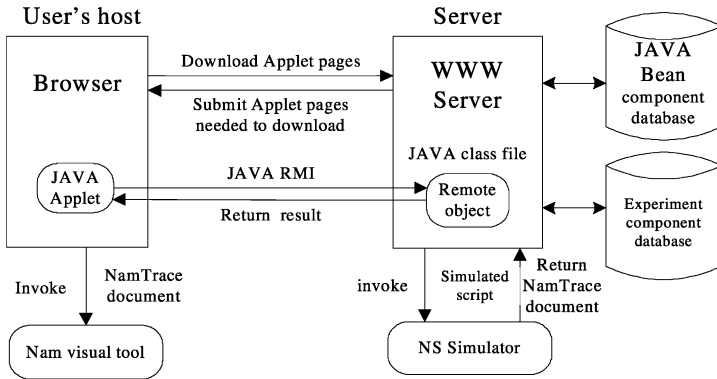 User's host
Server
Browser
Download Applet pages
Submit Applet pages
needed to download
WWW
Server
JAVA
Bean
component
database
JAVA class file
JAVA
Applet
JAVA RMI
Return result
Remote
object
Experiment
component
database
Invoke
NamTrace
document
invoke
Simulated
script
Return
NamTrace
document
Nam visual tool
NS Simulator